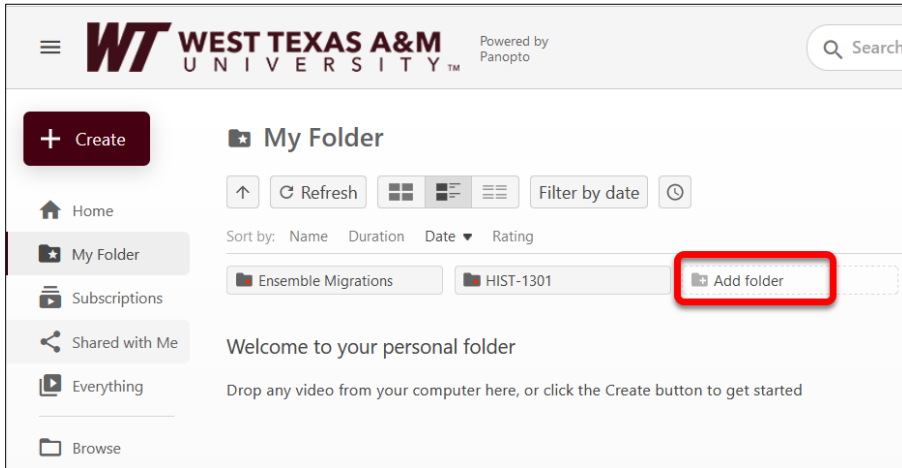 WT WEST TEXAS A&M
UNIVERSITY™
Powered by
Panopto
Search
Create
My Folder
Refresh
Filter by date
Home
My Folder
Subscriptions
Shared with Me
Everything
Browse
Sort by: Name Duration Date Rating
Ensemble Migrations
HIST-1301
Add folder
Welcome to your personal folder
Drop any video from your computer here, or click the Create button to get started